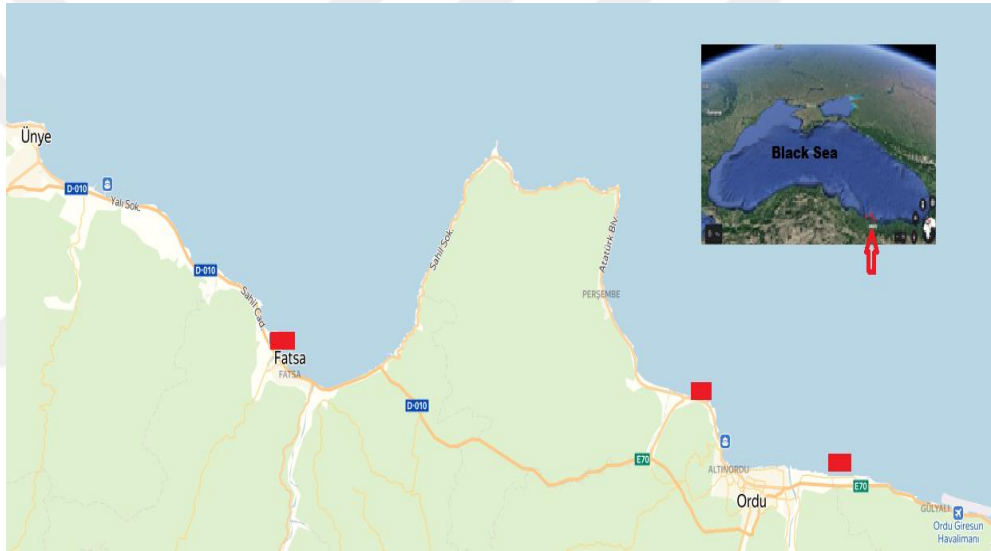 Ünye
D-010
Yalı Sok.
Black Sea
D-010
Sahil Sok.
Atatürk Blv.
PERŞEMBE
Sahil Cad.
Fatsa
FATSA
D-010
E70
ALTINORDU
Ordu
E70
GÜLYALI
Ordu Giresun
Havalimanı